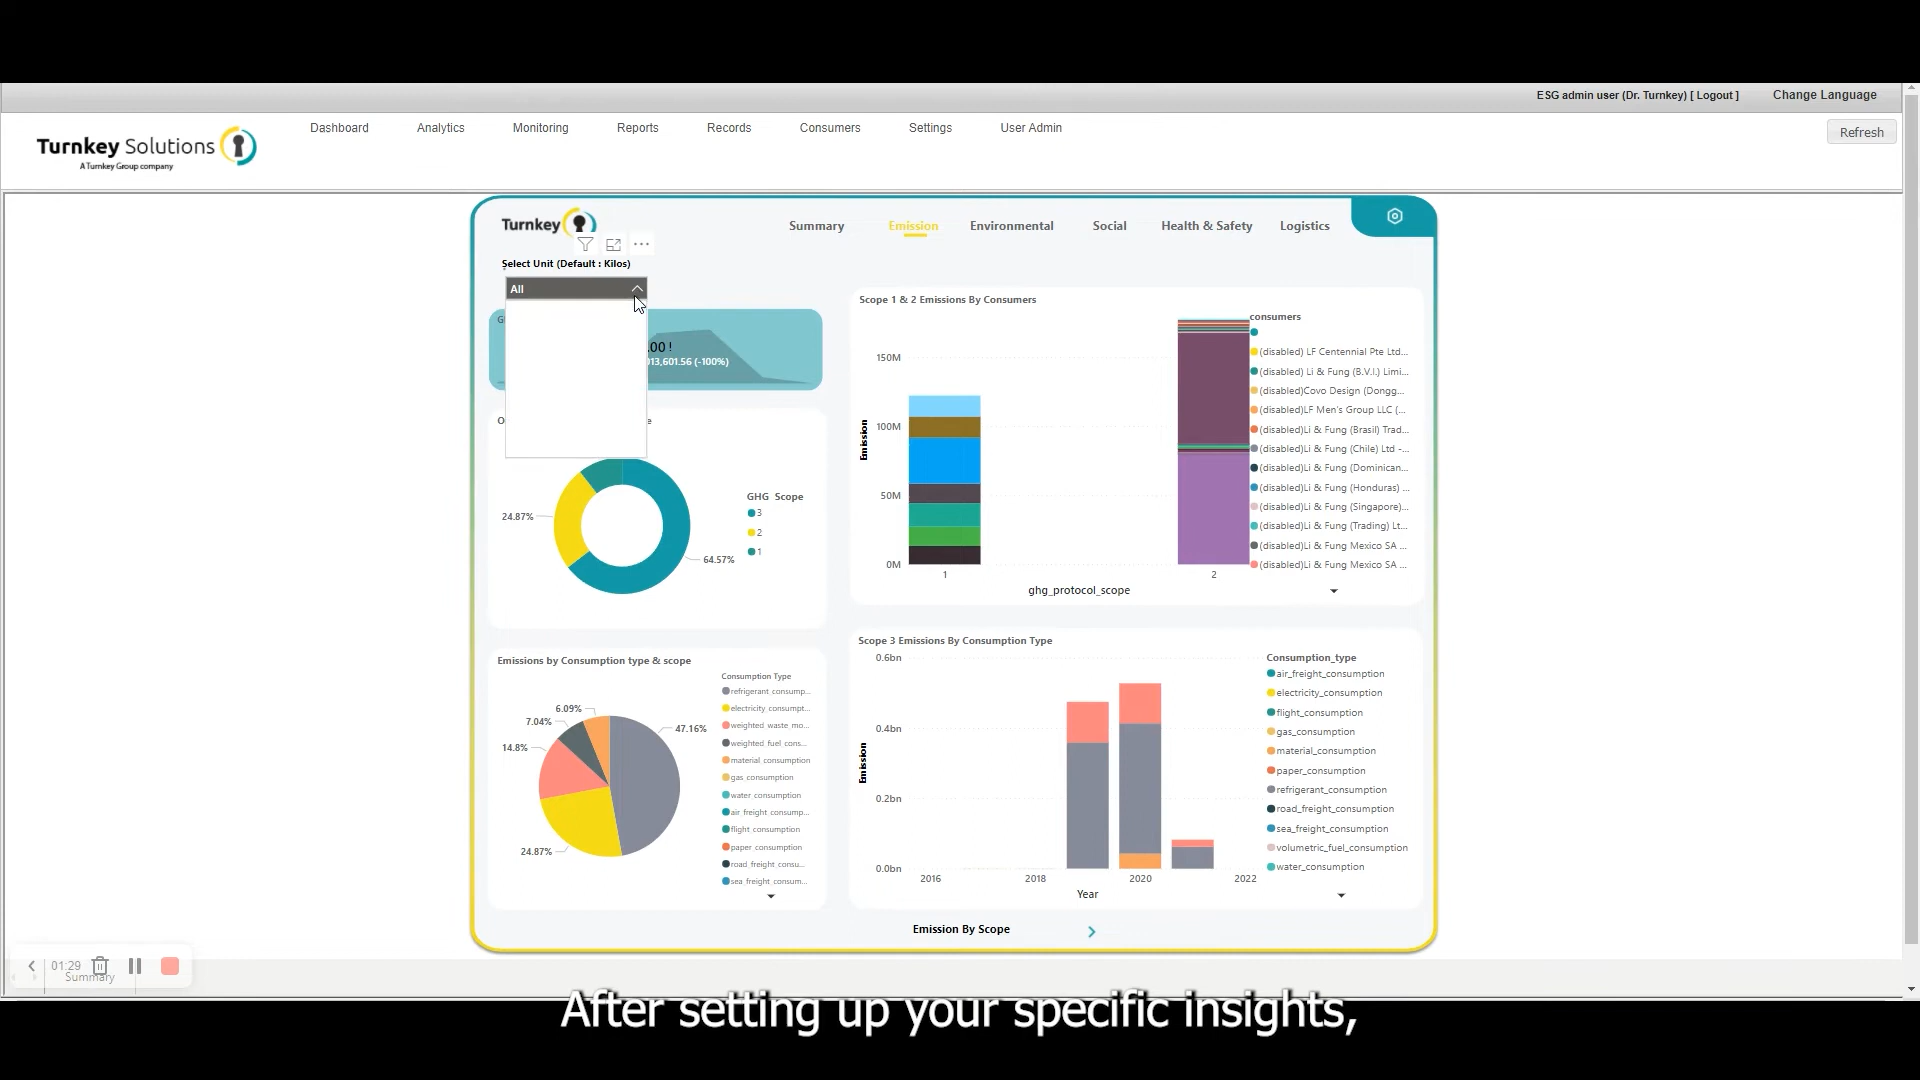 ESG admin user (Dr. Turnkey) [ Logout ]
Change Language
Turnkey Solutions
A Turnkey Group company
Dashboard
Analytics
Monitoring
Reports
Records
Consumers
Settings
User Admin
Refresh
Turnkey
Summary
Emission
Environmental
Social
Health & Safety
Logistics
Select Unit (Default : Kilos)
All
.00 !
(-100%)
24.87%
64.57%
GHG Scope
3
2
1
Scope 1 & 2 Emissions By Consumers
Emission
150M
100M
50M
0M
1
2
ghg_protocol_scope
consumers
(disabled) LF Centennial Pte Ltd...
(disabled) Li & Fung (B.V.I.) Limi...
(disabled)Covo Design (Dongg...
(disabled)LF Men's Group LLC (...
(disabled)Li & Fung (Brasil) Trad...
(disabled)Li & Fung (Chile) Ltd -...
(disabled)Li & Fung (Dominican...
(disabled)Li & Fung (Honduras) ...
(disabled)Li & Fung (Singapore)...
(disabled)Li & Fung (Trading) Lt...
(disabled)Li & Fung Mexico SA ...
(disabled)Li & Fung Mexico SA ...
Emissions by Consumption type & scope
6.09%
7.04%
14.8%
24.87%
47.16%
Consumption Type
refrigerant consump...
electricity consumpt...
weighted waste mo...
weighted fuel cons...
material consumption
gas consumption
water consumption
air freight consump...
flight consumption
paper consumption
road freight consu...
sea freight consum...
Scope 3 Emissions By Consumption Type
Emission
0.6bn
0.4bn
0.2bn
0.0bn
2016
2018
2020
2022
Year
Consumption_type
air_freight_consumption
electricity_consumption
flight_consumption
gas_consumption
material_consumption
paper_consumption
refrigerant_consumption
road_freight_consumption
sea_freight_consumption
volumetric_fuel_consumption
water_consumption
Emission By Scope
01:29
Summary
After setting up your specific insights,